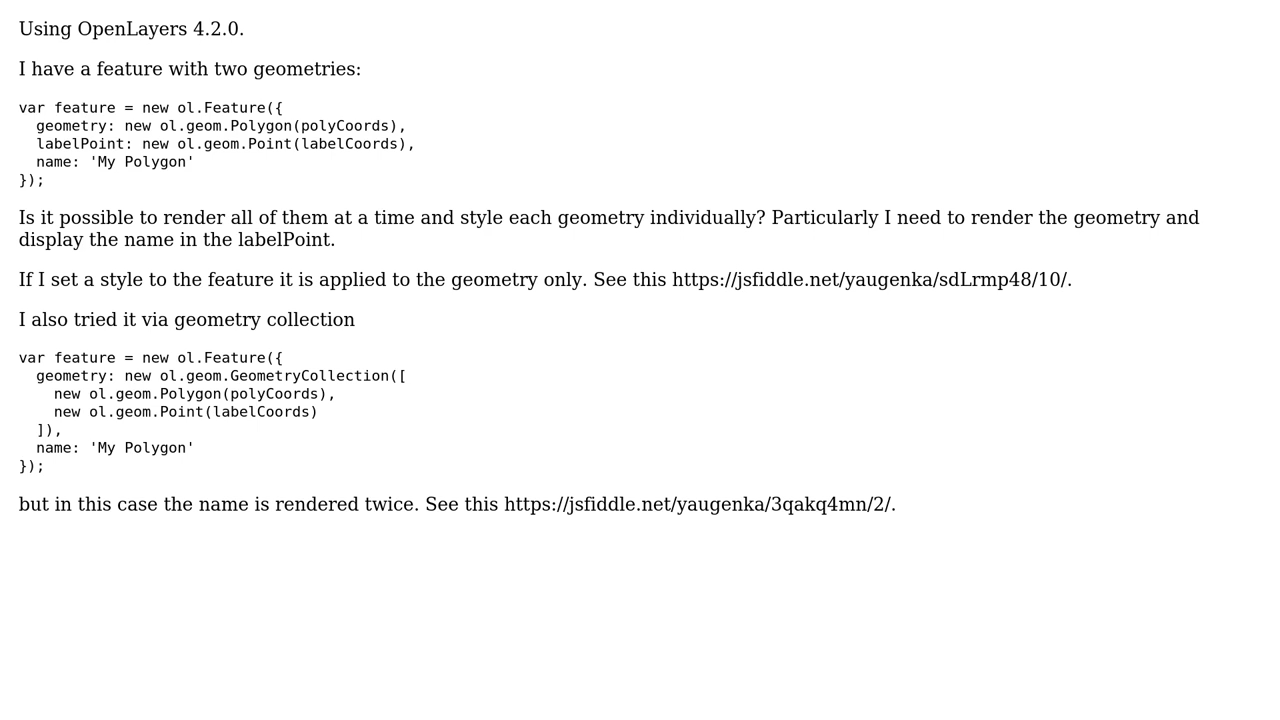 Using OpenLayers 4.2.0.
I have a feature with two geometries:
var feature = new ol.Feature({
  geometry: new ol.geom.Polygon(polyCoords),
  labelPoint: new ol.geom.Point(labelCoords),
  name: 'My Polygon'
});
Is it possible to render all of them at a time and style each geometry individually? Particularly I need to render the geometry and
display the name in the labelPoint.
If I set a style to the feature it is applied to the geometry only. See this https://jsfiddle.net/yaugenka/sdLrmp48/10/.
I also tried it via geometry collection
var feature = new ol.Feature({
  geometry: new ol.geom.GeometryCollection([
    new ol.geom.Polygon(polyCoords),
    new ol.geom.Point(labelCoords)
  ]),
  name: 'My Polygon'
});
but in this case the name is rendered twice. See this https://jsfiddle.net/yaugenka/3qakq4mn/2/.